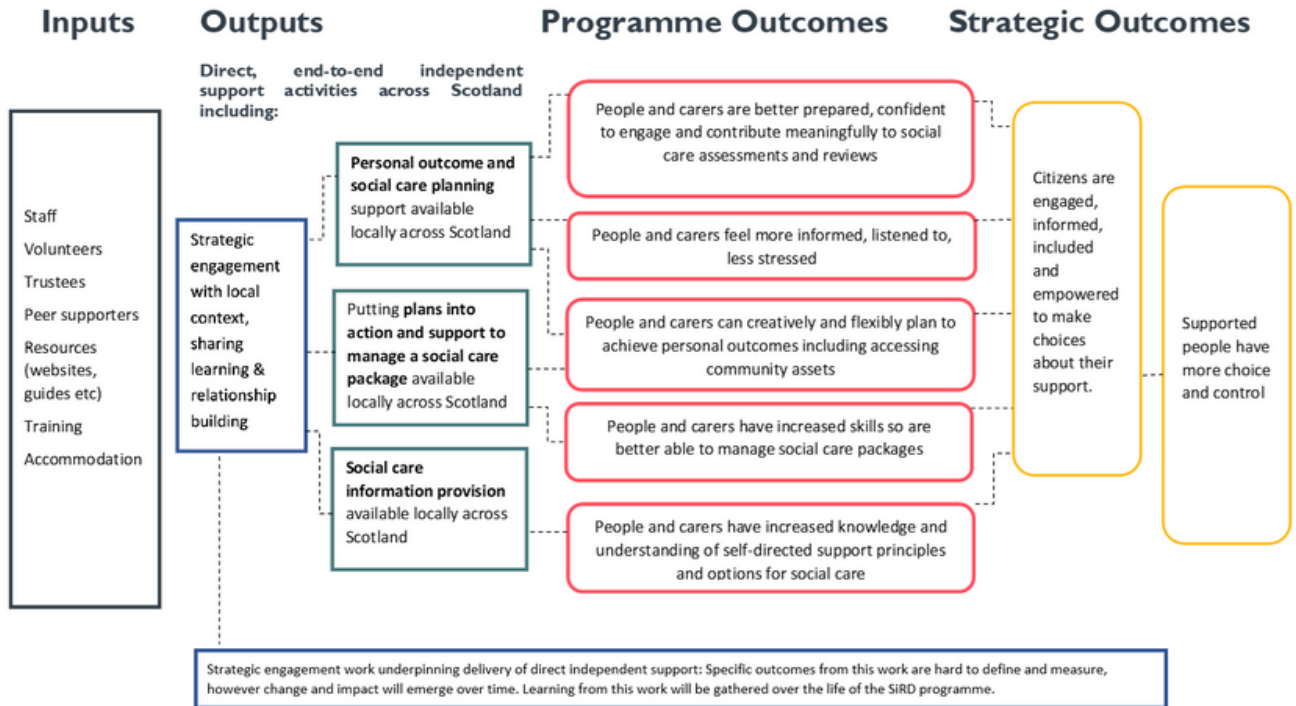 Inputs
Outputs
Programme Outcomes
Strategic Outcomes
Direct, end-to-end independent
support activities across Scotland
including:
Staff
Volunteers
Trustees
Peer supporters
Resources
(websites,
guides etc)
Training
Accommodation
Strategic
engagement
with local
context,
sharing
learning &
relationship
building
Personal outcome and
social care planning
support available
locally across Scotland
Putting plans into
action and support to
manage a social care
package available
locally across Scotland
Social care
information provision
available locally across
Scotland
People and carers are better prepared, confident
to engage and contribute meaningfully to social
care assessments and reviews
People and carers feel more informed, listened to,
less stressed
People and carers can creatively and flexibly plan to
achieve personal outcomes including accessing
community assets
People and carers have increased skills so are
better able to manage social care packages
People and carers have increased knowledge and
understanding of self-directed support principles
and options for social care
Citizens are
engaged,
informed,
included
and
empowered
to make
choices
about their
support.
Supported
people have
more choice
and control
Strategic engagement work underpinning delivery of direct independent support: Specific outcomes from this work are hard to define and measure,
however change and impact will emerge over time. Learning from this work will be gathered over the life of the SiRD programme.